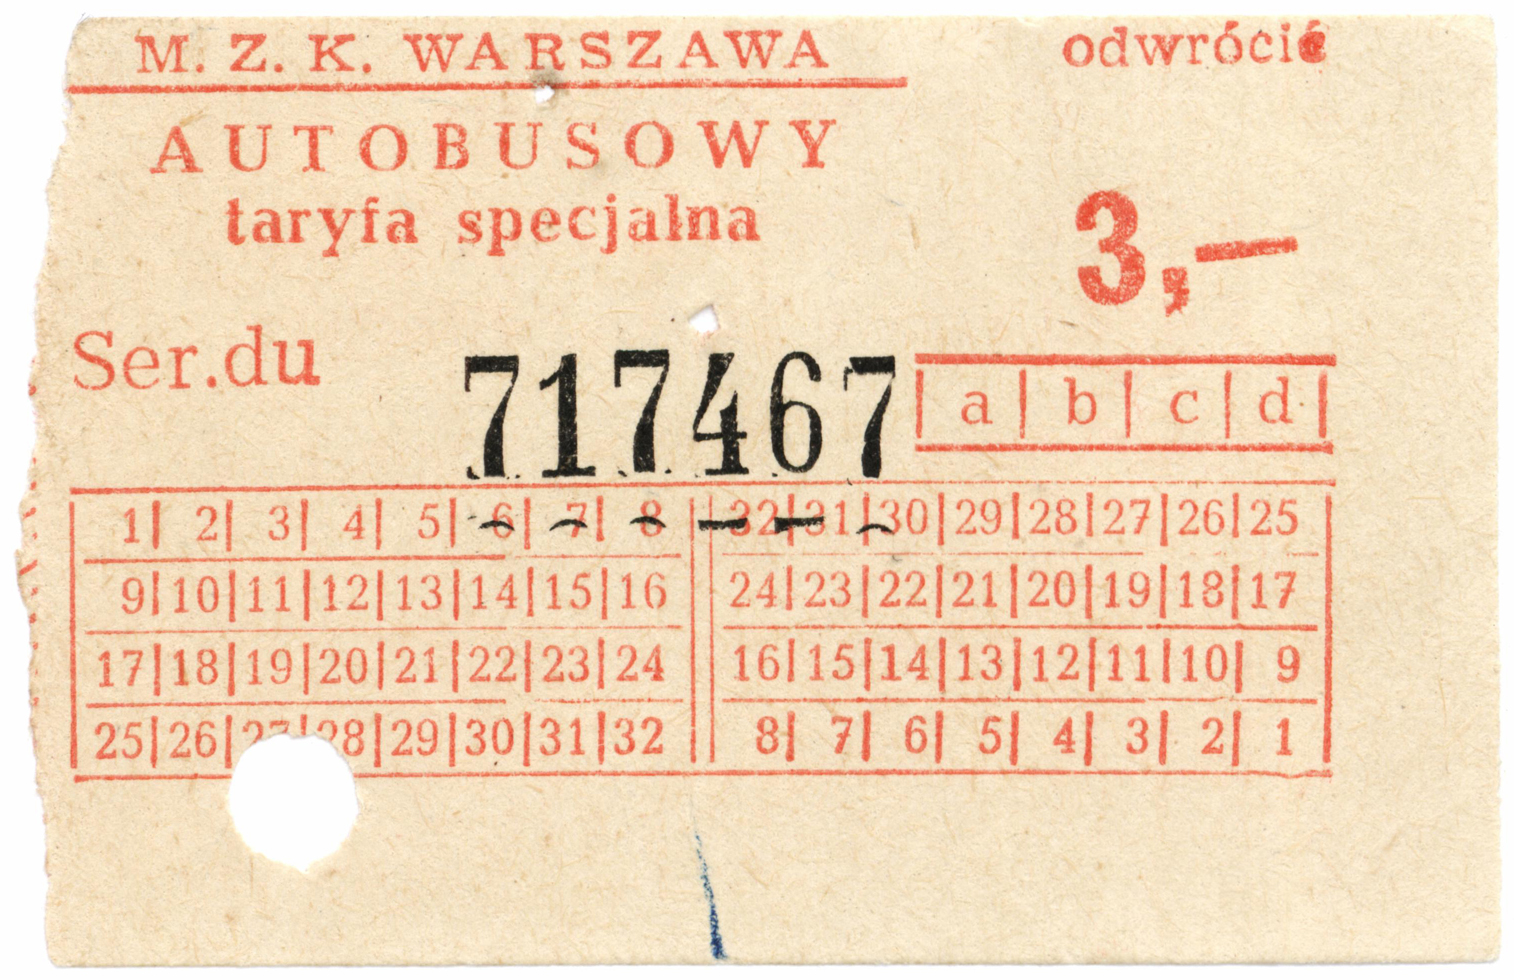 M. Z. K. WARSZAWA
odwrócić
AUTOBUSOWY
taryfa specjalna
3,—
Ser.du 717467
a | b | c | d
1| 2| 3| 4| 5| 6| 7| 8 32|31|30|29|28|27|26|25
9|10|11|12|13|14|15|16 24|23|22|21|20|19|18|17
17|18|19|20|21|22|23|24 16|15|14|13|12|11|10| 9
25|26|27|28|29|30|31|32 8| 7| 6| 5| 4| 3| 2| 1